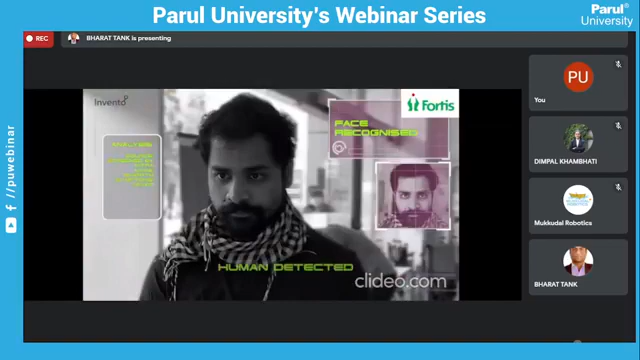 Parul University's Webinar Series
Parul®
University
REC
BHARAT TANK is presenting
Invento
Fortis
ANALYSIS
FACE
RECOGNISED
HUMAN DETECTED
clideo.com
PU
You
DIMPAL KHAMBHATI
Mukkudal Robotics
BHARAT TANK
/puwebinar